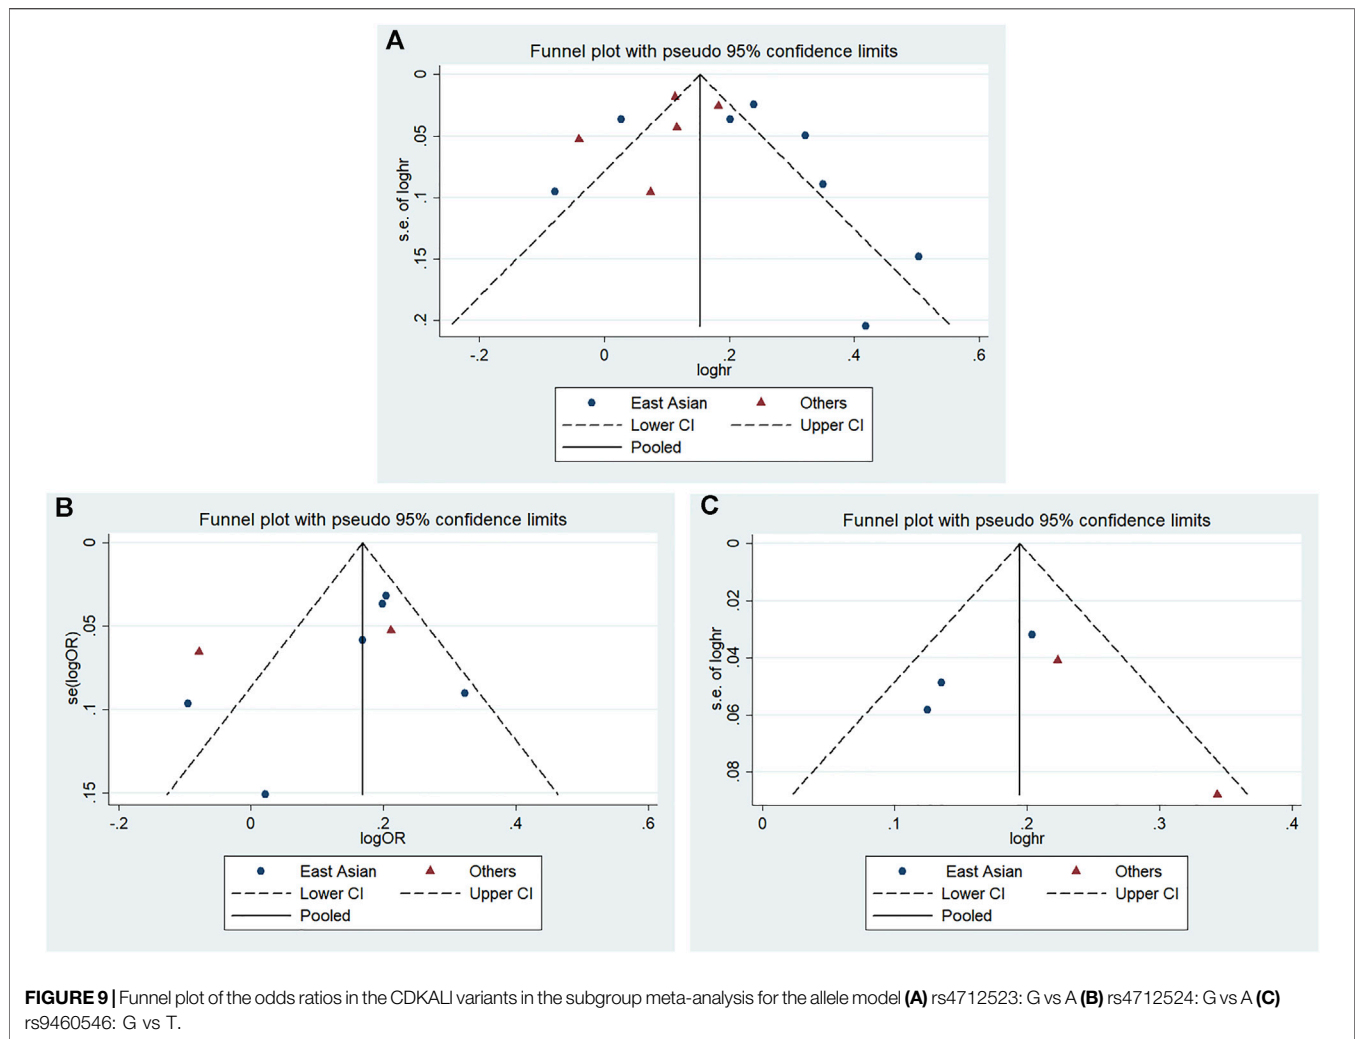 A
Funnel plot with pseudo 95% confidence limits
0
.05
.1
.15
.2
s.e. of loghr
-.2 0 .2 .4 .6
loghr
East Asian Others
Lower CI Upper CI
Pooled
B
Funnel plot with pseudo 95% confidence limits
0
.05
.1
.15
se(logOR)
-.2 0 .2 .4 .6
logOR
East Asian Others
Lower CI Upper CI
Pooled
C
Funnel plot with pseudo 95% confidence limits
0
.02
.04
.06
.08
s.e. of loghr
0 .1 .2 .3 .4
loghr
East Asian Others
Lower CI Upper CI
Pooled
FIGURE 9 | Funnel plot of the odds ratios in the CDKALI variants in the subgroup meta-analysis for the allele model (A) rs4712523: G vs A (B) rs4712524: G vs A (C)
rs9460546: G vs T.